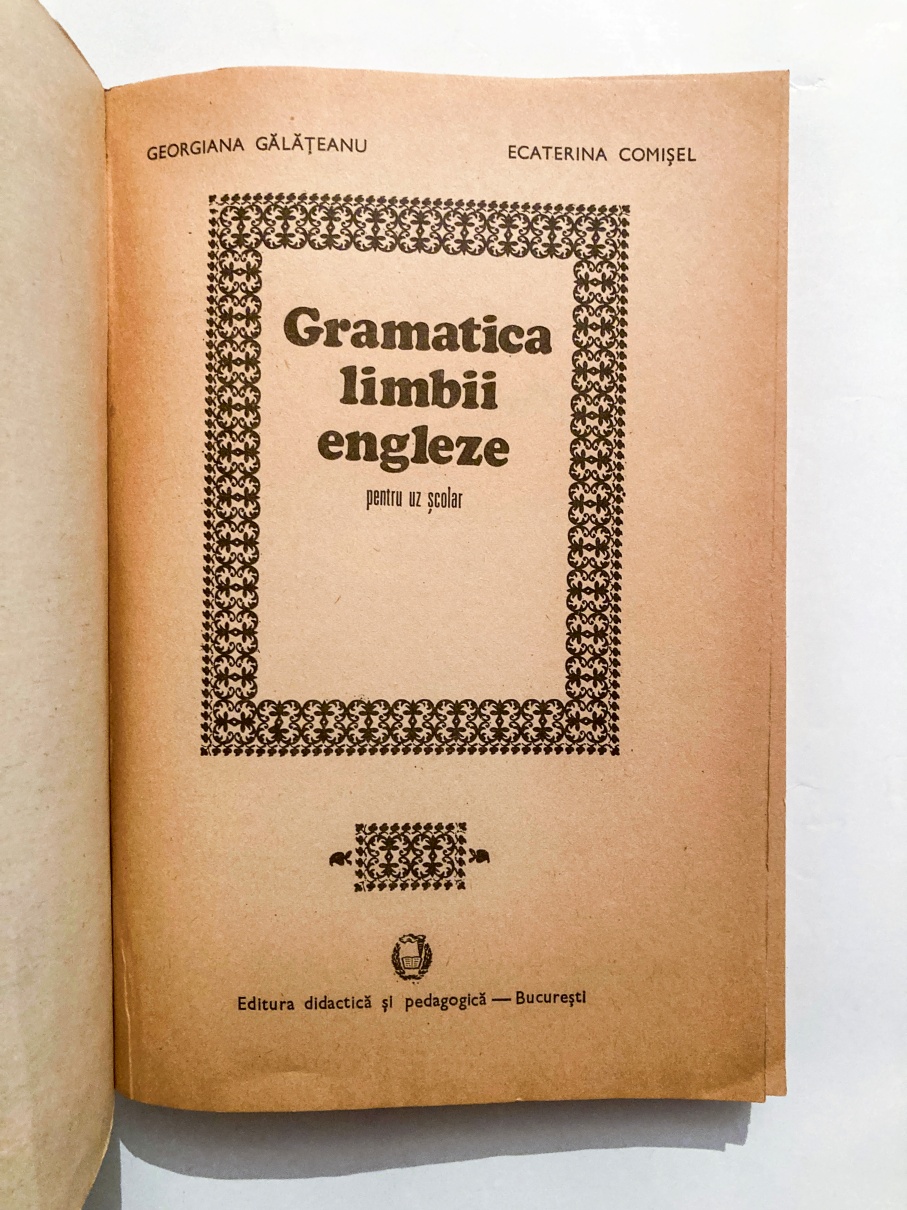 GEORGIANA GĂLĂŢEANU
ECATERINA COMIŞEL
Gramatica
limbii
engleze
pentru uz şcolar
Editura didactică şi pedagogică — Bucureşti